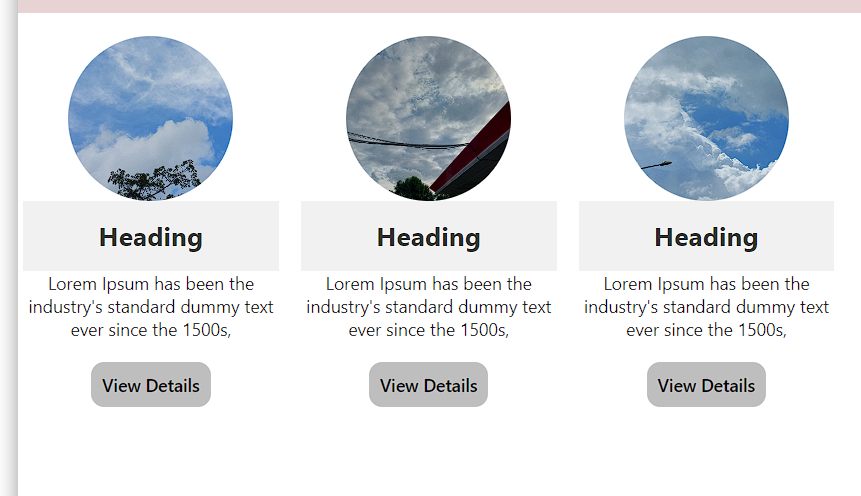 Heading
Lorem Ipsum has been the
industry's standard dummy text
ever since the 1500s,
View Details
Heading
Lorem Ipsum has been the
industry's standard dummy text
ever since the 1500s,
View Details
Heading
Lorem Ipsum has been the
industry's standard dummy text
ever since the 1500s,
View Details